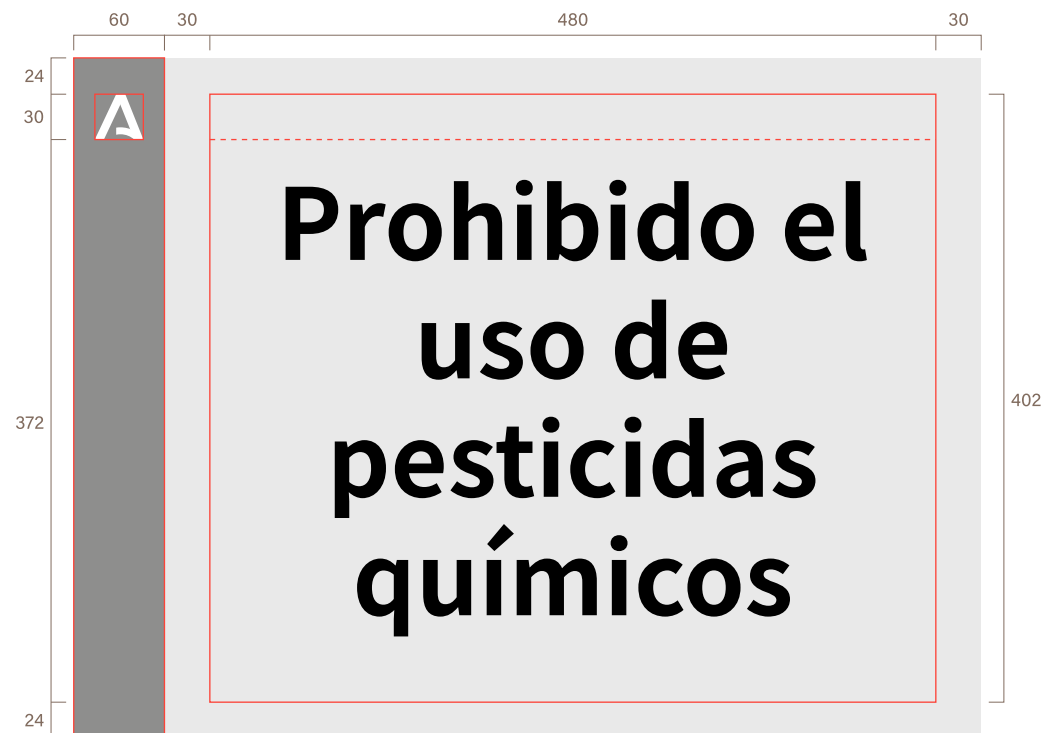 60 30 480 30
24
30
Prohibido el
uso de
pesticidas
químicos
372
402
24